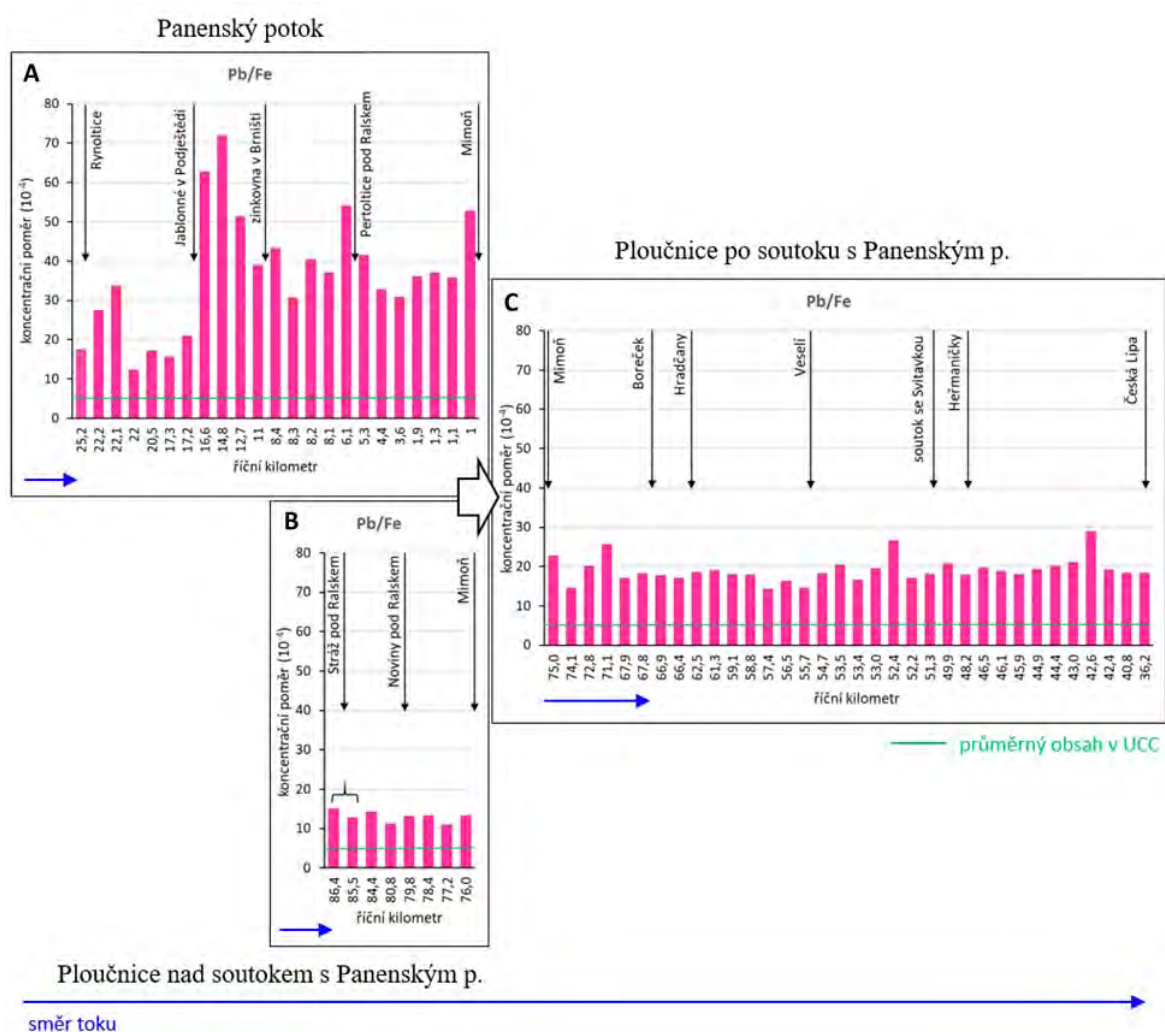 Panenský potok
A
Pb/Fe
koncentrační poměr (10⁻⁴)
80
70
60
50
40
30
20
10
0
Rynoltice
Jablonné v Podještědí
zinkovna v Brništi
Pertoltice pod Ralskem
Mimoň
25,2
22,2
22,1
22
20,5
17,3
17,2
16,6
14,8
12,7
11
8,4
8,3
8,2
8,1
6,1
5,3
4,4
3,6
1,9
1,3
1,1
1
říční kilometr
B
Pb/Fe
koncentrační poměr (10⁻⁴)
80
70
60
50
40
30
20
10
0
Stráž pod Ralskem
Noviny pod Ralskem
Mimoň
86,4
85,5
84,4
80,8
79,8
78,4
77,2
76,0
říční kilometr
Ploučnice nad soutokem s Panenským p.
Ploučnice po soutoku s Panenským p.
C
Pb/Fe
koncentrační poměr (10⁻⁴)
80
70
60
50
40
30
20
10
0
Mimoň
Boreček
Hradčany
Veselí
soutok se Svitavkou
Heřmaničky
Česká Lípa
75,0
74,1
72,8
71,1
67,9
67,8
66,9
66,4
62,5
61,3
59,1
58,8
57,4
56,5
55,7
54,7
53,5
53,4
53,0
52,4
52,2
51,3
49,9
48,2
46,5
46,1
45,9
44,9
44,4
43,0
42,6
42,4
40,8
36,2
říční kilometr
průměrný obsah v UCC
směr toku